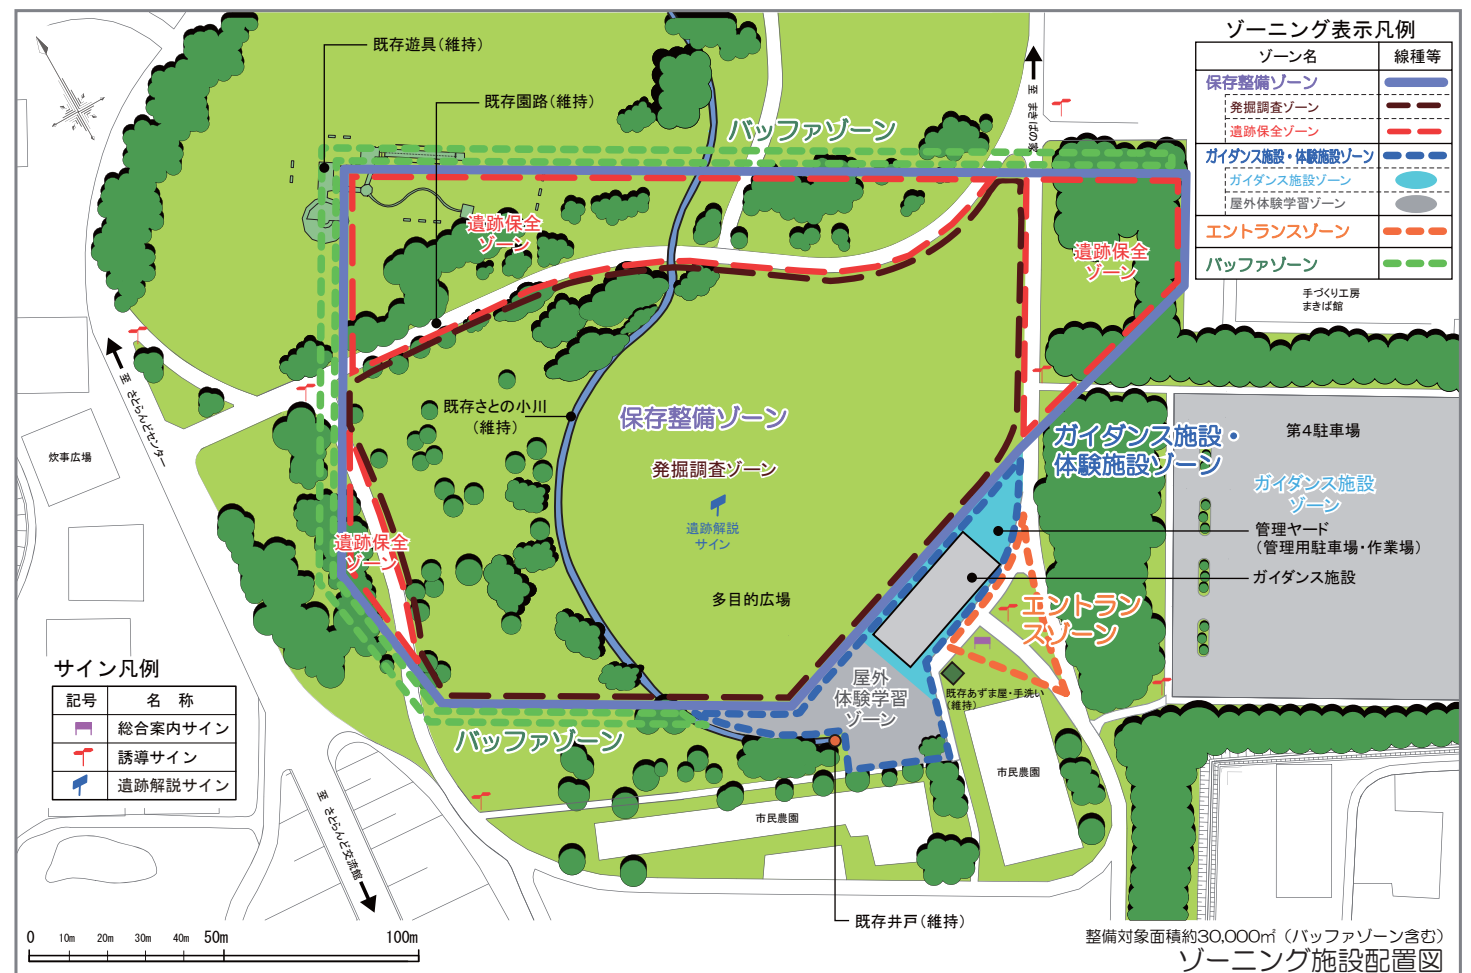 既存遊具(維持)
既存園路(維持)
バッファゾーン
至 まきばの家
ゾーニング表示凡例
ゾーン名
線種等
保存整備ゾーン
発掘調査ゾーン
遺跡保全ゾーン
ガイダンス施設・体験施設ゾーン
ガイダンス施設ゾーン
屋外体験学習ゾーン
エントランスゾーン
バッファゾーン
遺跡保全
ゾーン
遺跡保全
ゾーン
手づくり工房
まきば館
至 さとらんどセンター
炊事広場
既存さとの小川
(維持)
保存整備ゾーン
発掘調査ゾーン
遺跡解説
サイン
多目的広場
ガイダンス施設・
体験施設ゾーン
第4駐車場
ガイダンス施設
ゾーン
管理ヤード
(管理用駐車場・作業場)
ガイダンス施設
遺跡保全
ゾーン
エントラン
スゾーン
屋外
体験学習
ゾーン
既存あずま屋・手洗い
(維持)
バッファゾーン
市民農園
市民農園
既存井戸(維持)
サイン凡例
記号
名 称
総合案内サイン
誘導サイン
遺跡解説サイン
至 さとらんど交流館
0 10m 20m 30m 40m 50m 100m
整備対象面積約30,000㎡(バッファゾーン含む)
ゾーニング施設配置図